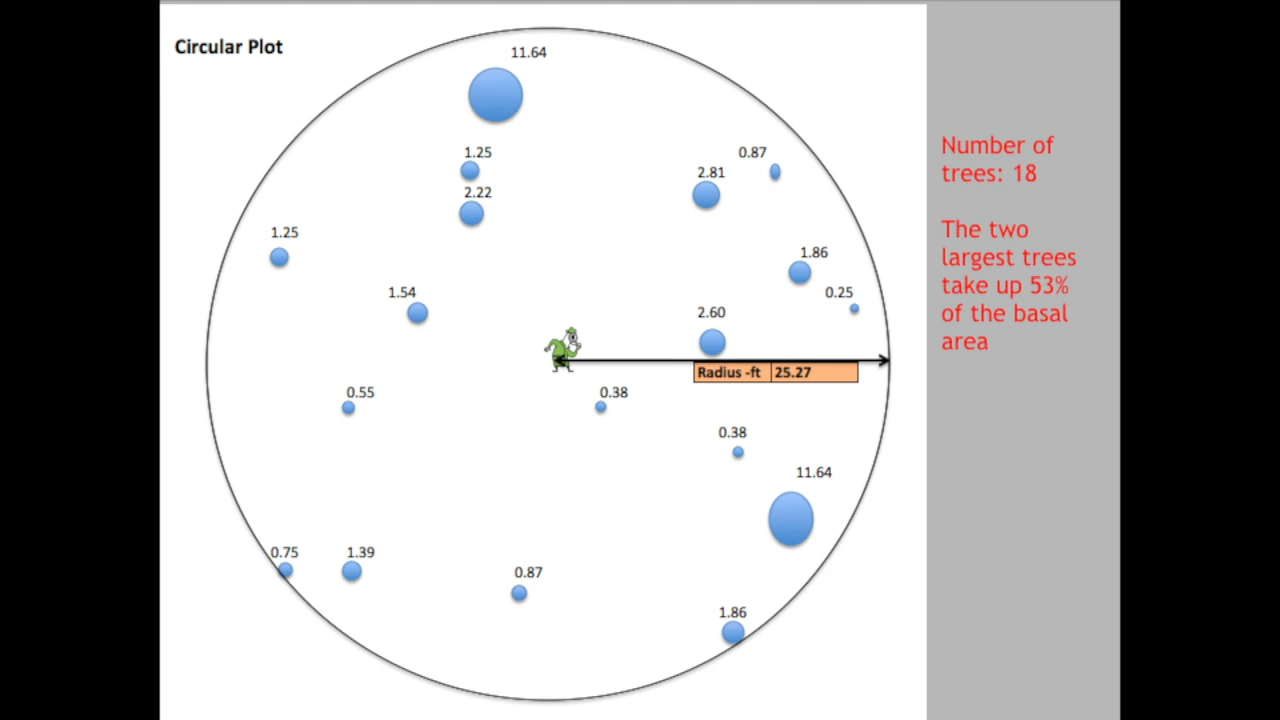 Circular Plot
11.64
1.25
0.87
2.81
2.22
1.25
1.86
1.54
0.25
2.60
Radius -ft 25.27
0.55
0.38
0.38
11.64
0.75
1.39
0.87
1.86
Number of
trees: 18
The two
largest trees
take up 53%
of the basal
area